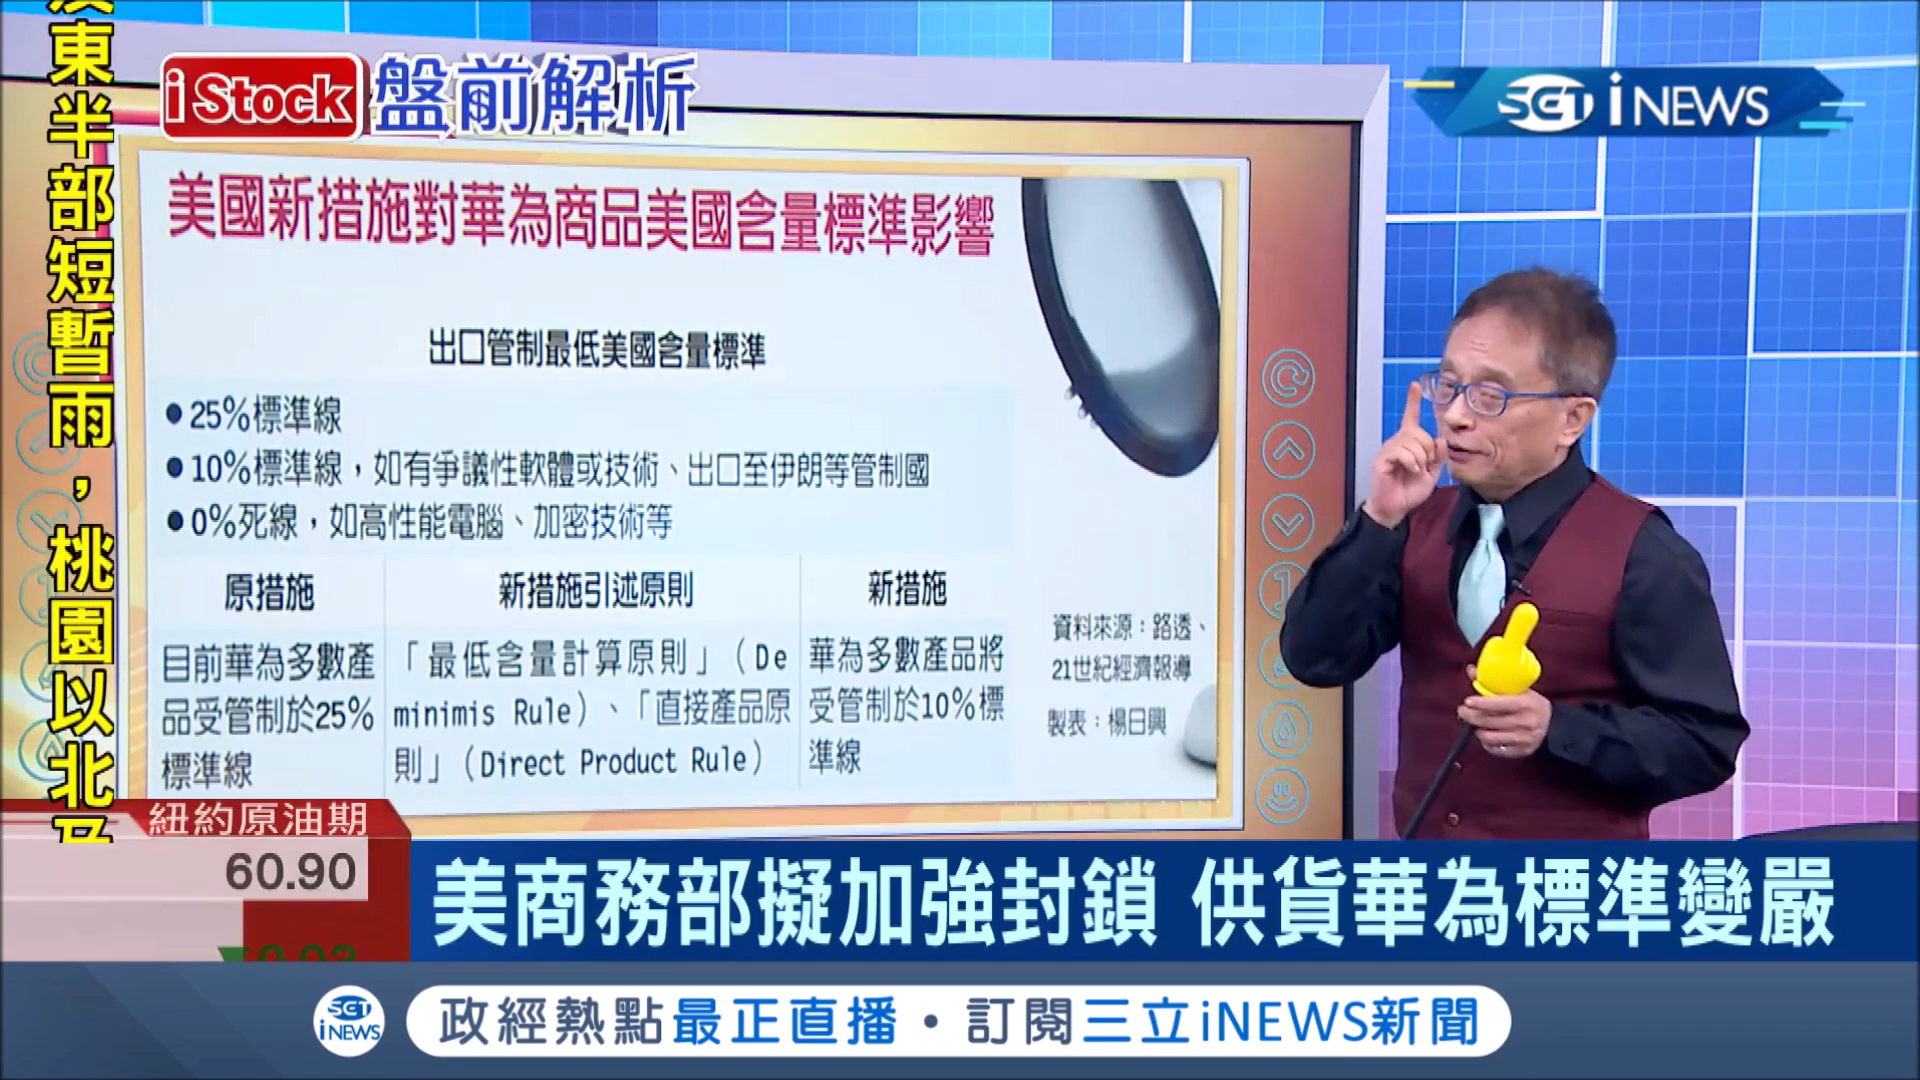 東半部短暫雨，桃園以北及
iStock 盤前解析
SET iNEWS
美國新措施對華為商品美國含量標準影響
出口管制最低美國含量標準
●25%標準線
●10%標準線，如有爭議性軟體或技術、出口至伊朗等管制國
●0%死線，如高性能電腦、加密技術等
原措施
目前華為多數產
品受管制於25%
標準線
新措施引述原則
「最低含量計算原則」（De
minimis Rule）、「直接產品原
則」（Direct Product Rule）
新措施
華為多數產品將
受管制於10%標
準線
資料來源：路透、
21世紀經濟報導
製表：楊日興
紐約原油期
60.90
美商務部擬加強封鎖 供貨華為標準變嚴
SET iNEWS
政經熱點最正直播・訂閱三立iNEWS新聞